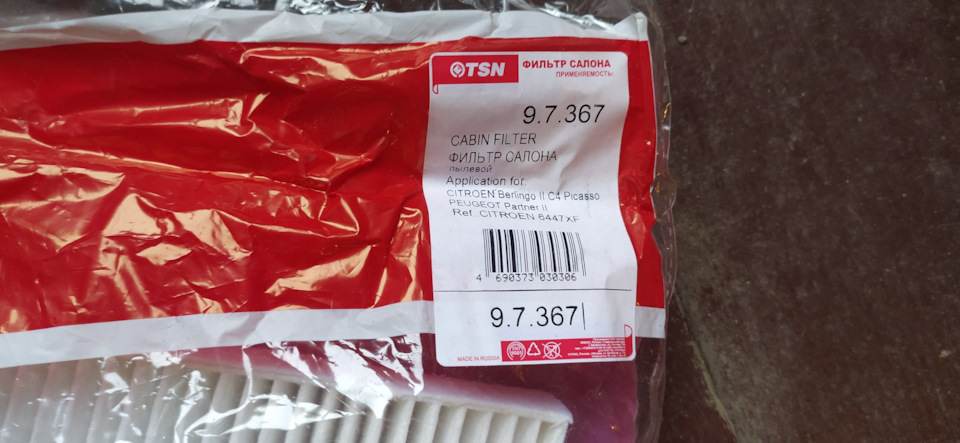 TSN
ФИЛЬТР САЛОНА
ПРИМЕНЯЕМОСТЬ:
9.7.367
CABIN FILTER
ФИЛЬТР САЛОНА
пылевой
Application for:
CITROEN Berlingo II C4 Picasso
PEUGEOT Partner II
Ref.:CITROEN 6447XF
4 690373 030306
9.7.367
MADE IN RUSSIA